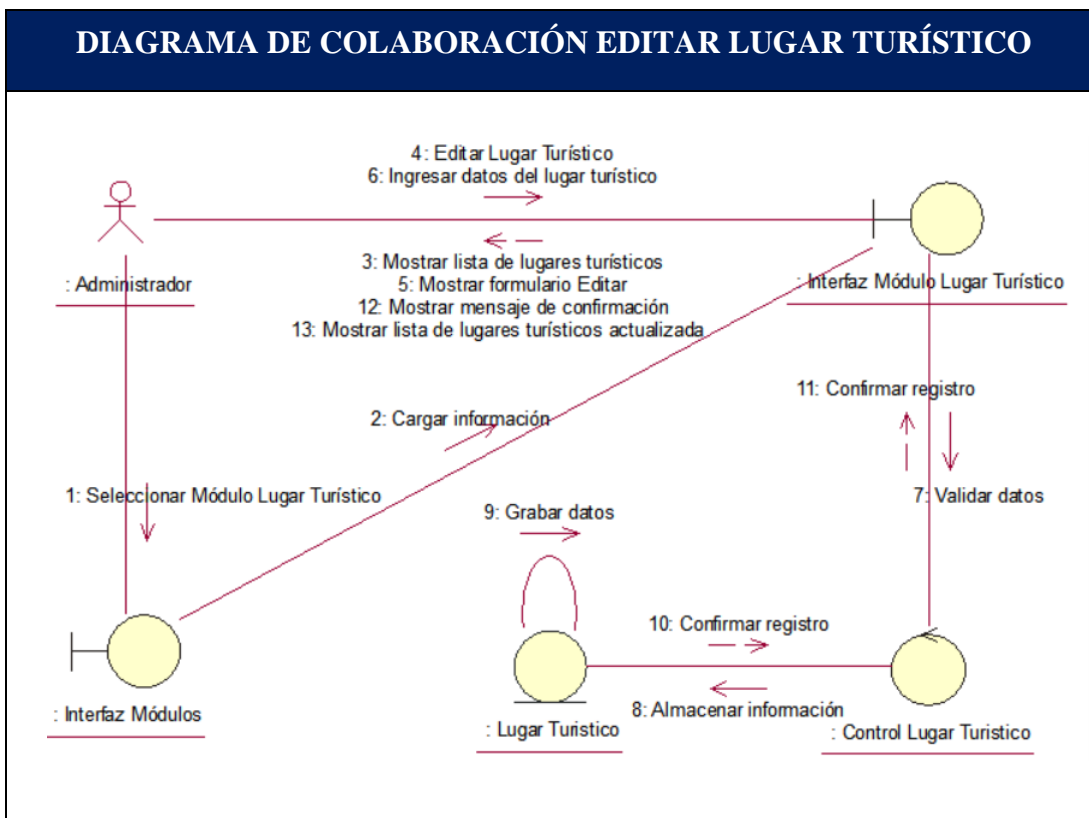 DIAGRAMA DE COLABORACIÓN EDITAR LUGAR TURÍSTICO
4: Editar Lugar Turístico
6: Ingresar datos del lugar turístico
3: Mostrar lista de lugares turísticos
5: Mostrar formulario Editar
12: Mostrar mensaje de confirmación
13: Mostrar lista de lugares turísticos actualizada
: Administrador
: Interfaz Módulo Lugar Turístico
11: Confirmar registro
2: Cargar información
1: Seleccionar Módulo Lugar Turístico
7: Validar datos
9: Grabar datos
10: Confirmar registro
8: Almacenar información
: Interfaz Módulos
: Lugar Turistico
: Control Lugar Turistico